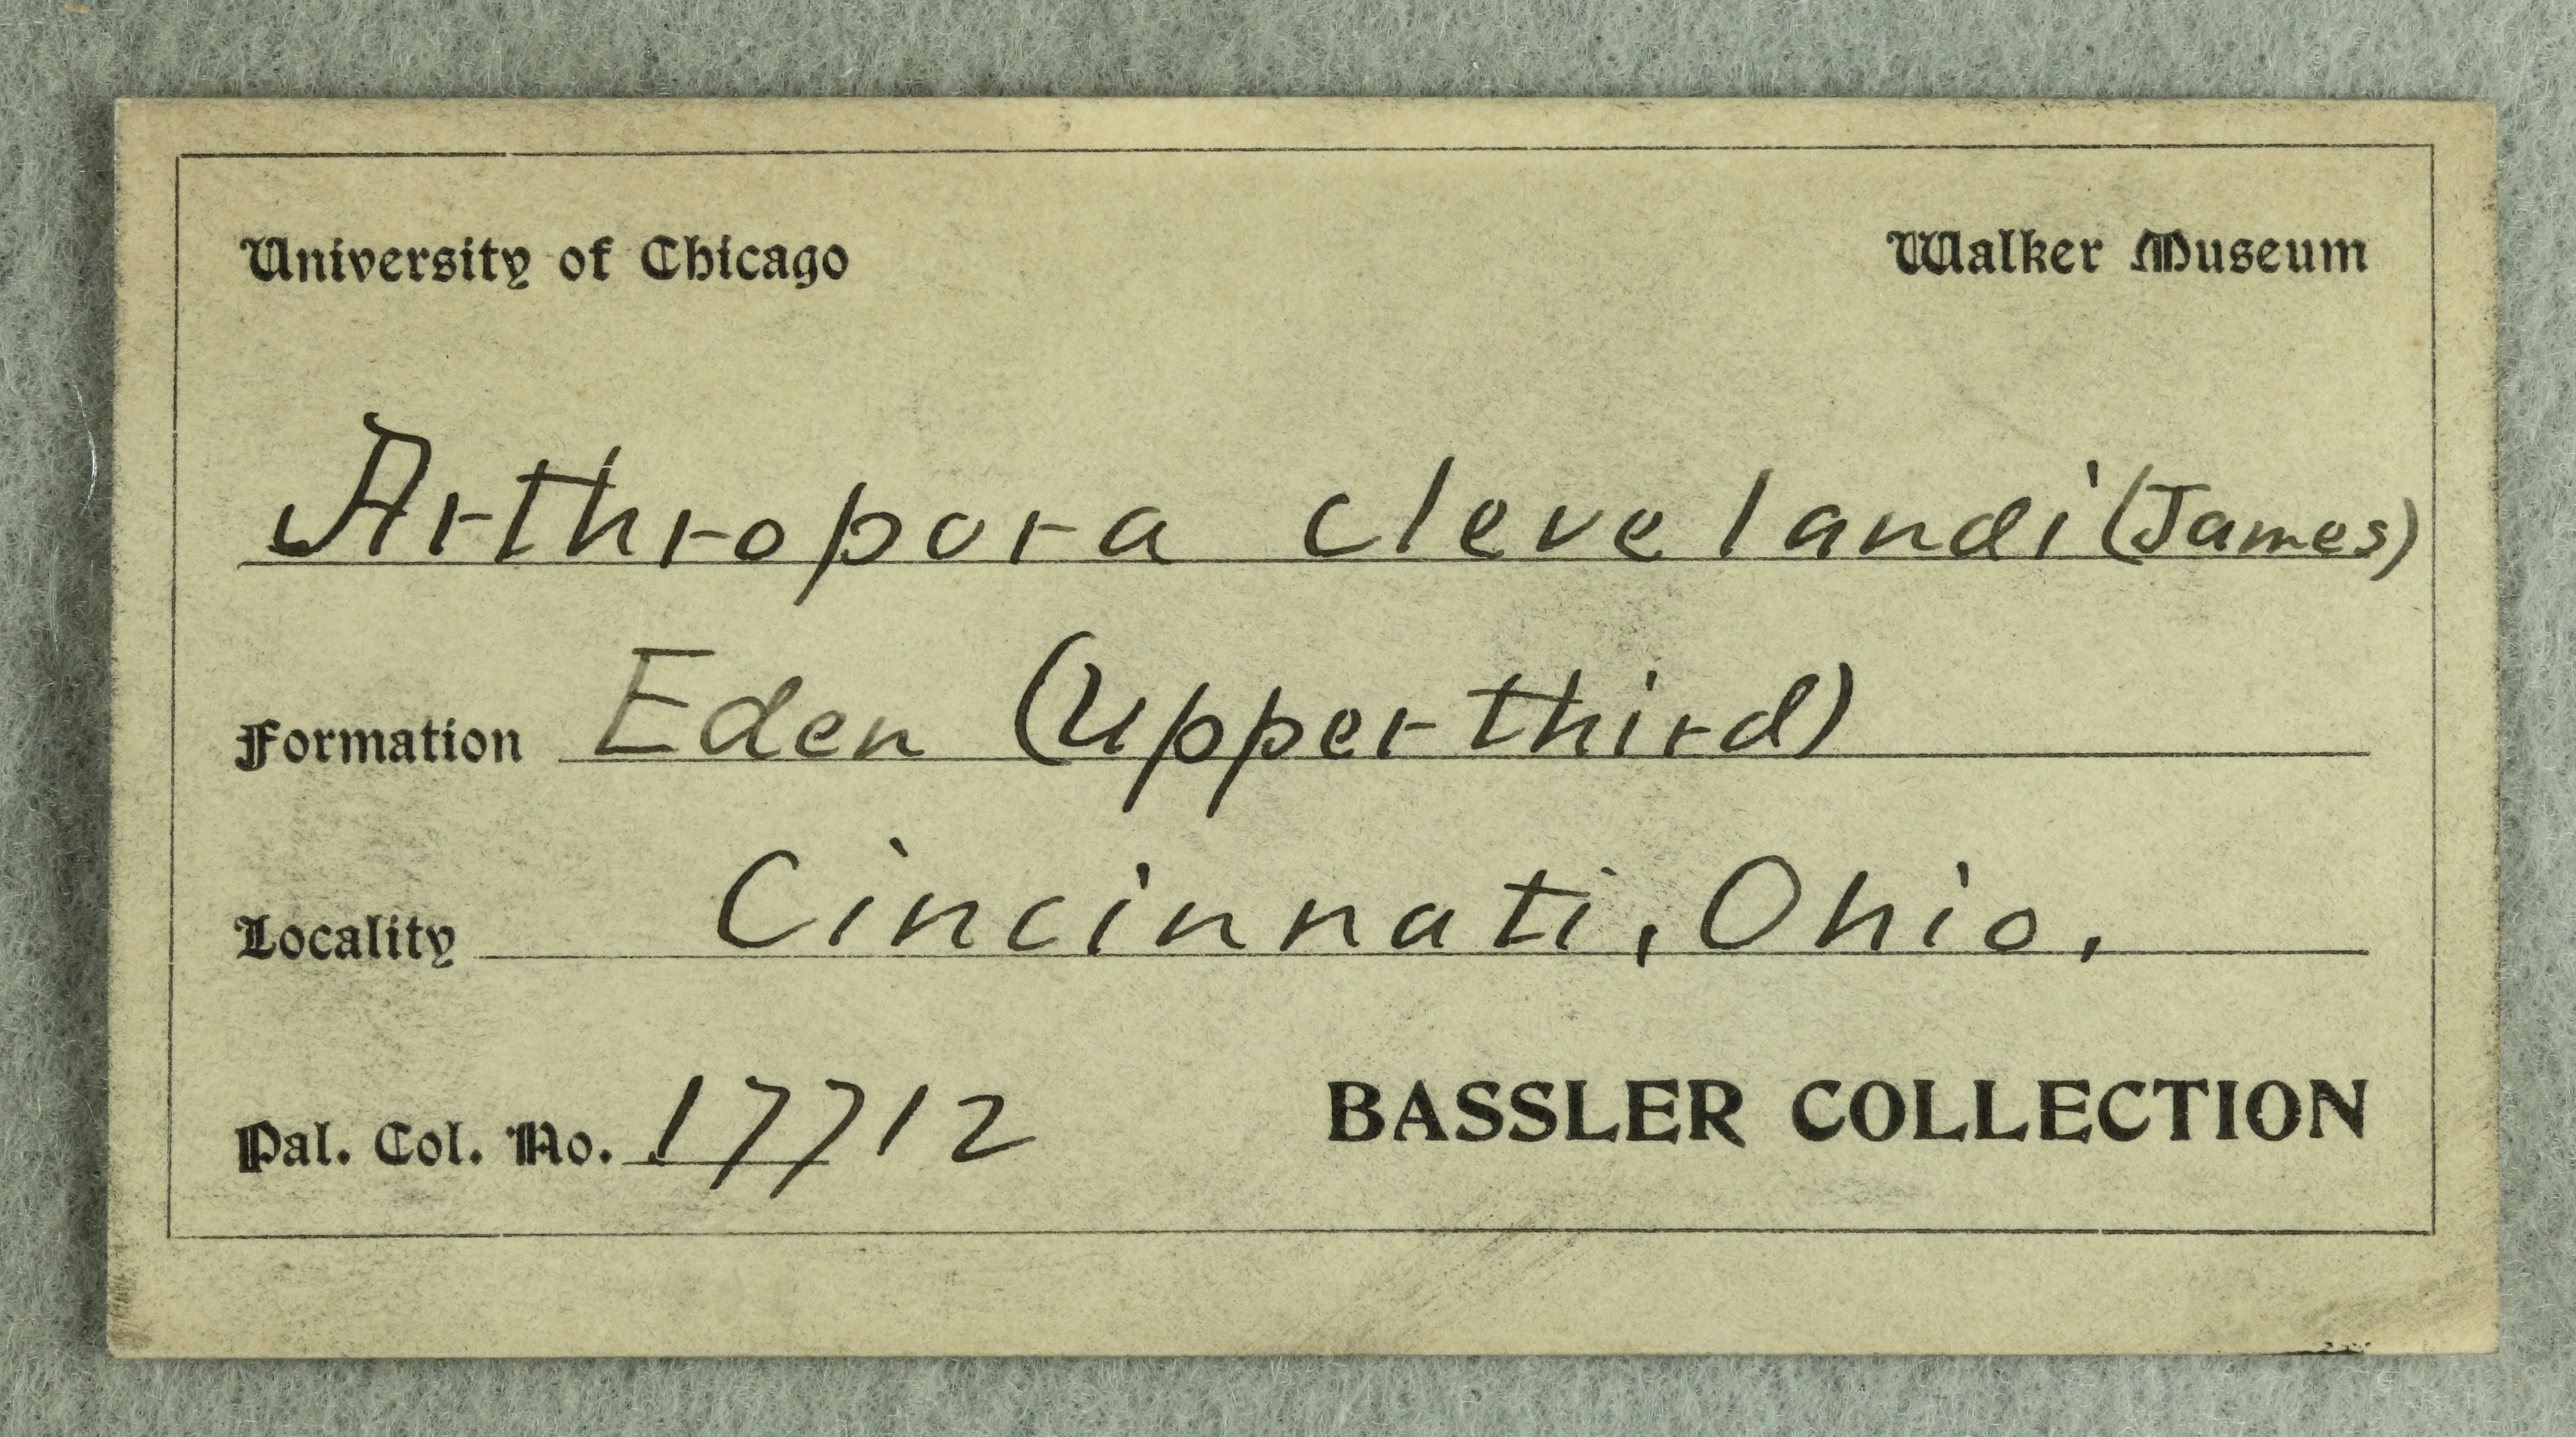 University of Chicago Walker Museum
Arthropora clevelandi (James)
Formation Eden (Upper third)
Locality Cincinnati, Ohio,
Pal. Col. No. 17712 BASSLER COLLECTION